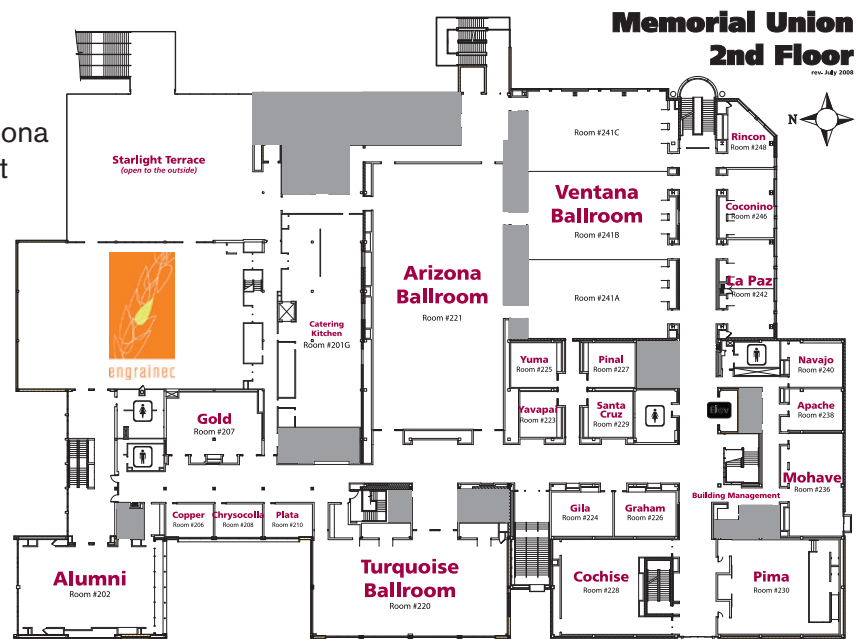 Memorial Union
2nd Floor
rev. July 2008
N
ona
t
Starlight Terrace
(open to the outside)
engrainec
Catering
Kitchen
Room #201G
Arizona
Ballroom
Room #221
Room #241C
Ventana
Ballroom
Room #241B
Room #241A
Rincon
Room #248
Coconino
Room #246
La Paz
Room #242
Yuma
Room #225
Pinal
Room #227
Navajo
Room #240
Yavapai
Room #223
Santa
Cruz
Room #229
Elev
Apache
Room #238
Gold
Room #207
Mohave
Room #236
Building Management
Copper
Room #206
Chrysocolla
Room #208
Plata
Room #210
Gila
Room #224
Graham
Room #226
Alumni
Room #202
Turquoise
Ballroom
Room #220
Cochise
Room #228
Pima
Room #230